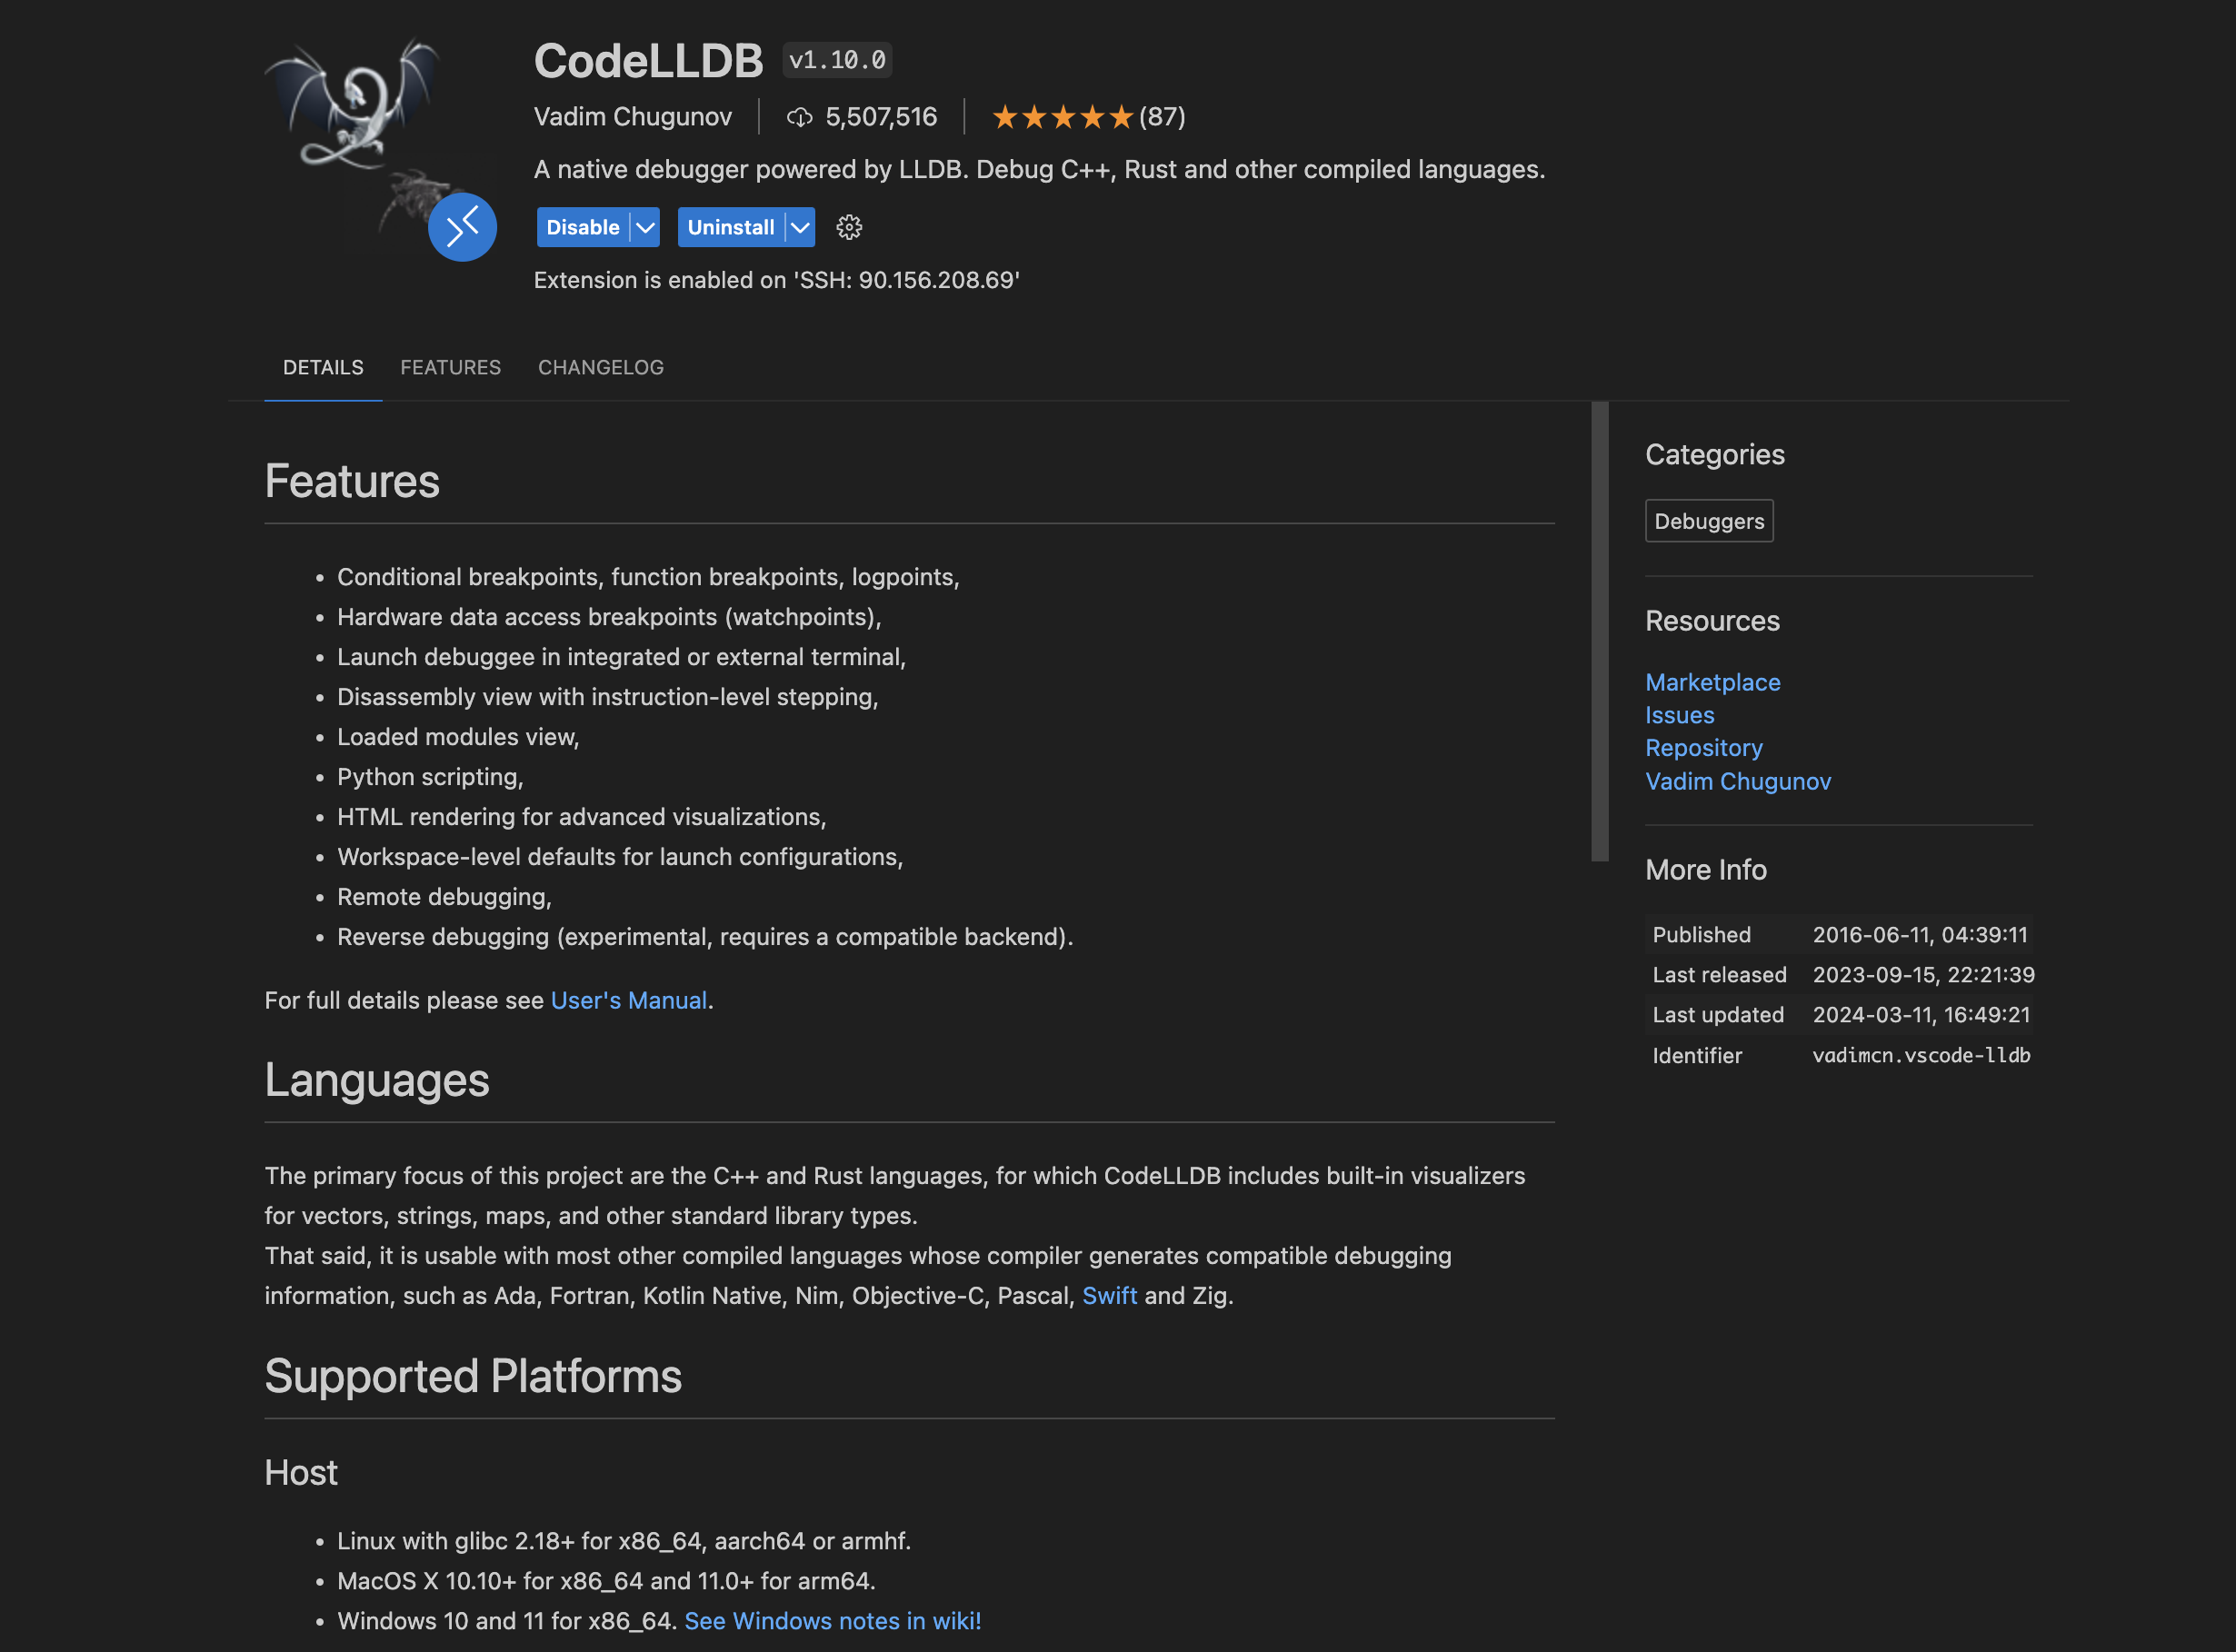 CodeLLDB v1.10.0
Vadim Chugunov 5,507,516 (87)
A native debugger powered by LLDB. Debug C++, Rust and other compiled languages.
Disable Uninstall
Extension is enabled on 'SSH: 90.156.208.69'
DETAILS FEATURES CHANGELOG
Features
• Conditional breakpoints, function breakpoints, logpoints,
• Hardware data access breakpoints (watchpoints),
• Launch debuggee in integrated or external terminal,
• Disassembly view with instruction-level stepping,
• Loaded modules view,
• Python scripting,
• HTML rendering for advanced visualizations,
• Workspace-level defaults for launch configurations,
• Remote debugging,
• Reverse debugging (experimental, requires a compatible backend).
For full details please see User's Manual.
Languages
The primary focus of this project are the C++ and Rust languages, for which CodeLLDB includes built-in visualizers
for vectors, strings, maps, and other standard library types.
That said, it is usable with most other compiled languages whose compiler generates compatible debugging
information, such as Ada, Fortran, Kotlin Native, Nim, Objective-C, Pascal, Swift and Zig.
Supported Platforms
Host
• Linux with glibc 2.18+ for x86_64, aarch64 or armhf.
• MacOS X 10.10+ for x86_64 and 11.0+ for arm64.
• Windows 10 and 11 for x86_64. See Windows notes in wiki!
Categories
Debuggers
Resources
Marketplace
Issues
Repository
Vadim Chugunov
More Info
Published 2016-06-11, 04:39:11
Last released 2023-09-15, 22:21:39
Last updated 2024-03-11, 16:49:21
Identifier vadimcn.vscode-lldb